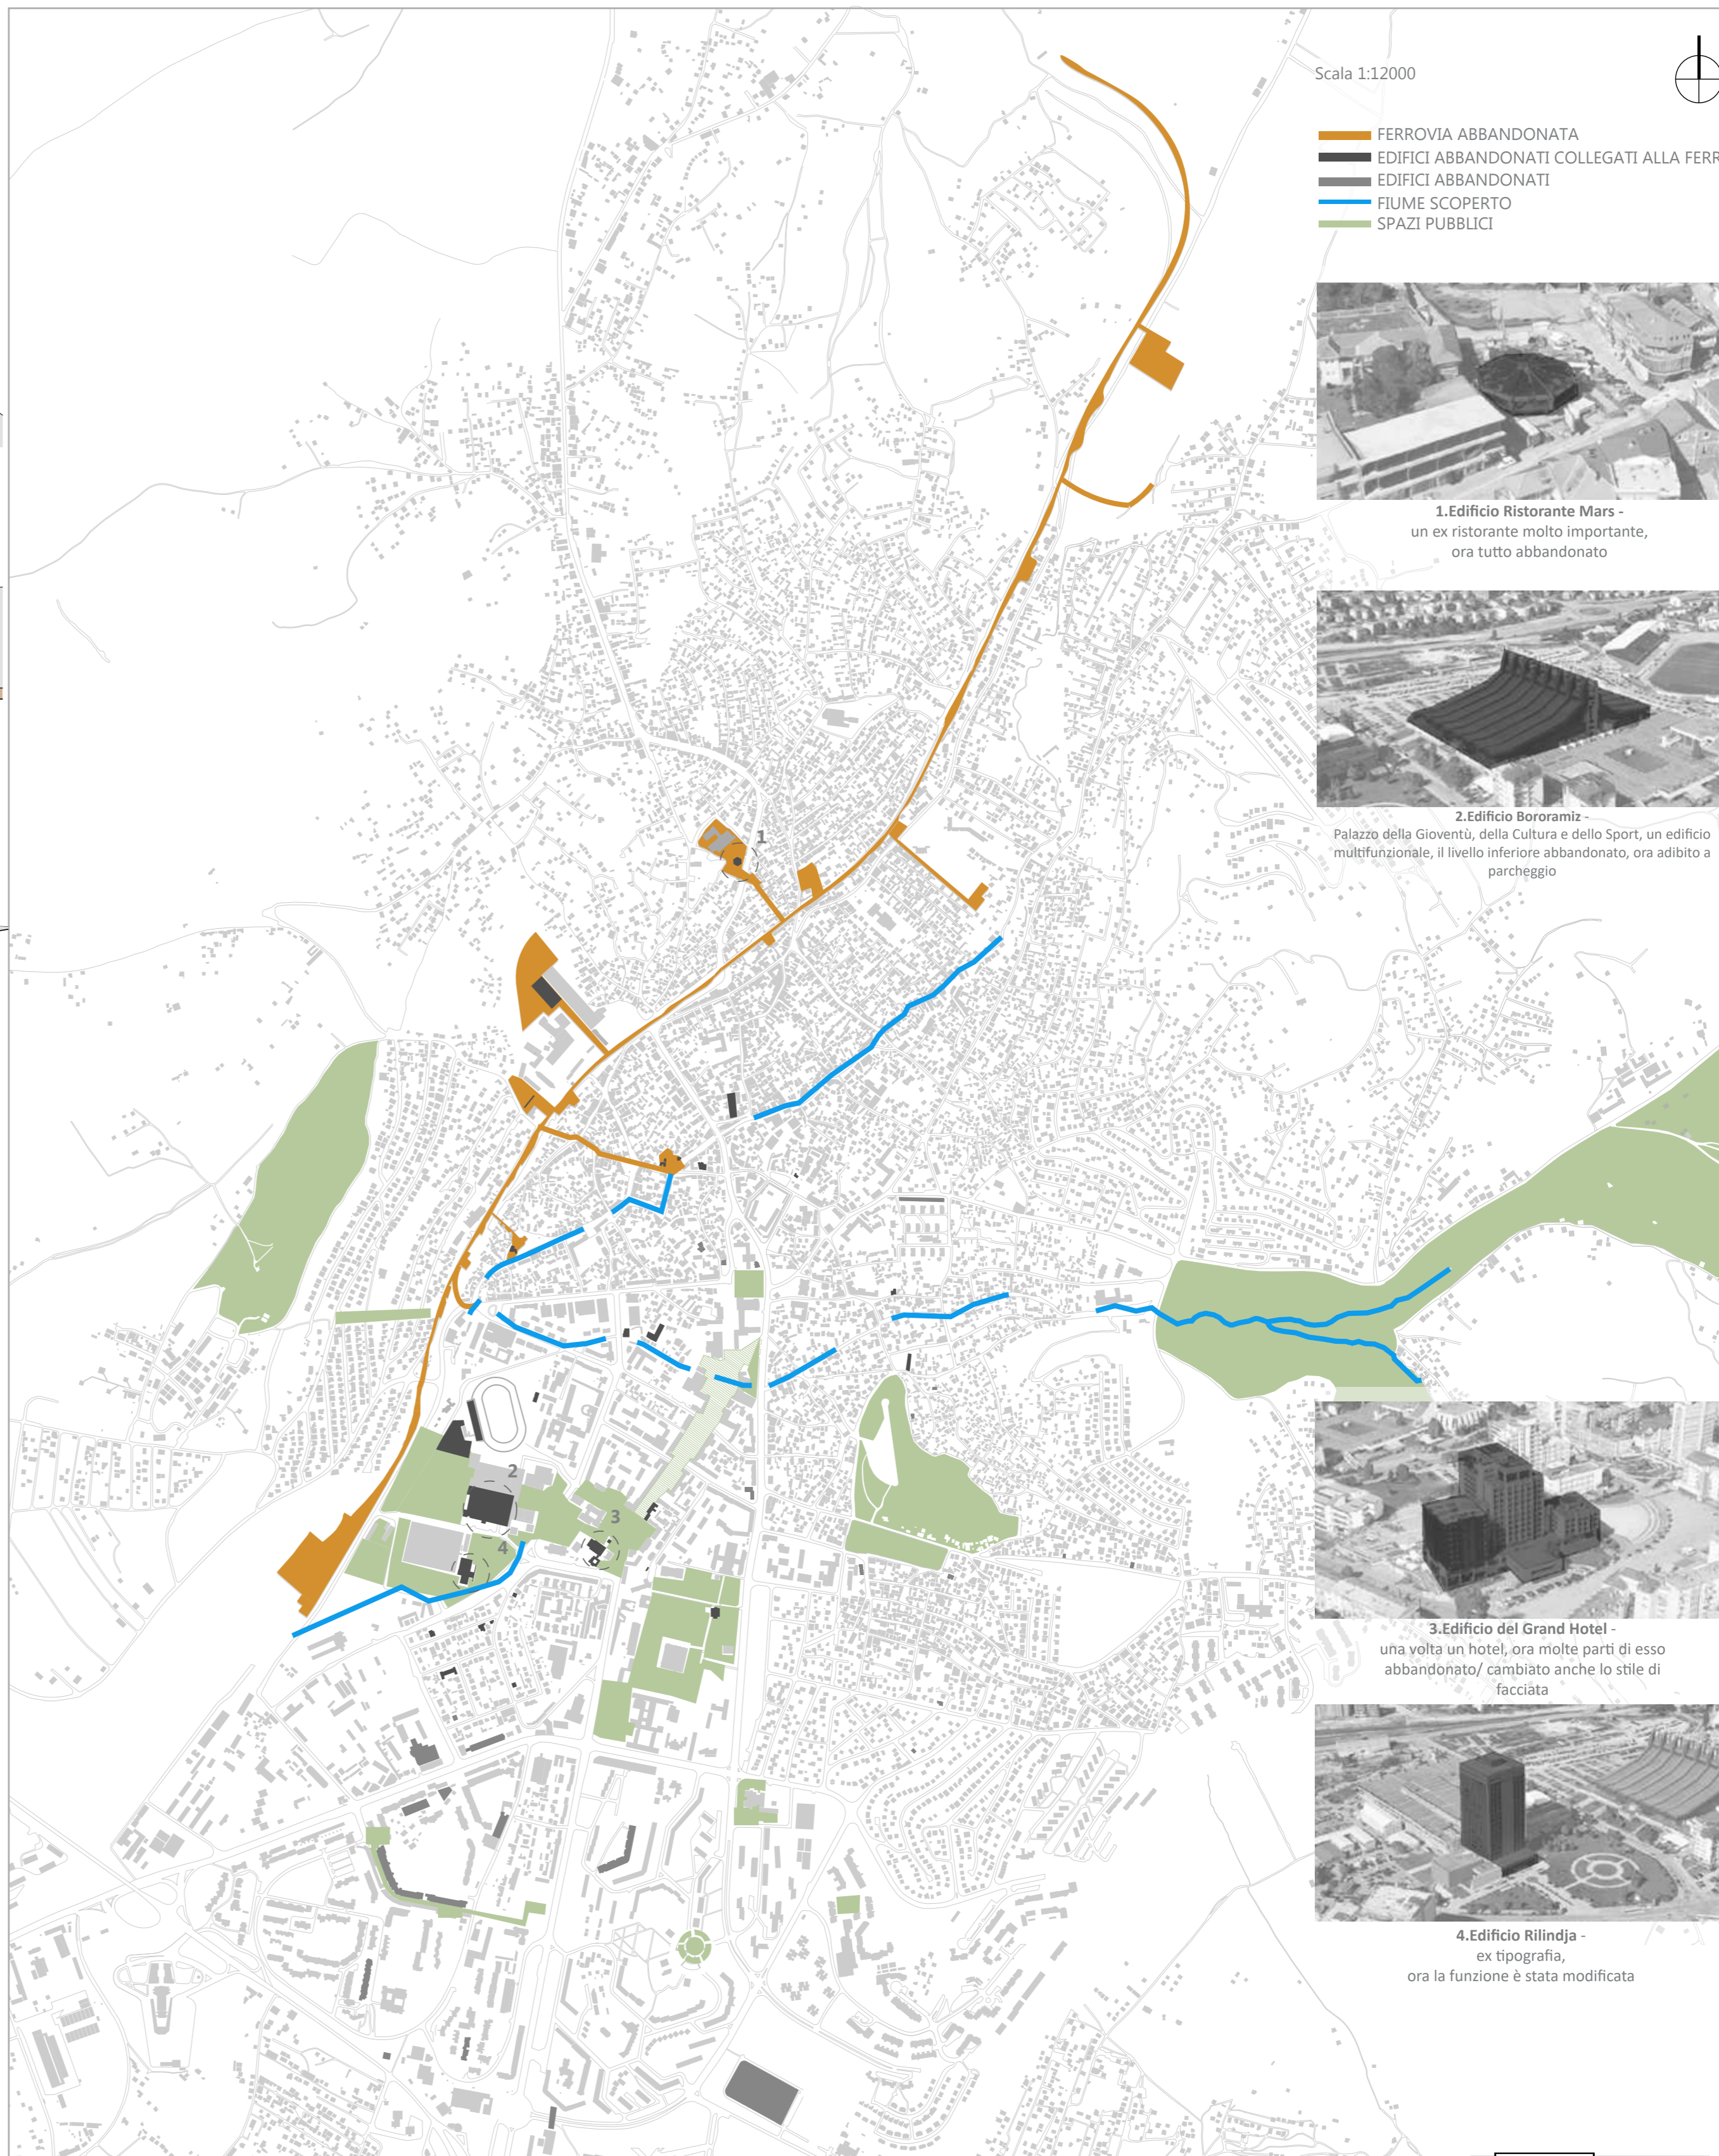 Scala 1:12000
FERROVIA ABBANDONATA
EDIFICI ABBANDONATI COLLEGATI ALLA FERR
EDIFICI ABBANDONATI
FIUME SCOPERTO
SPAZI PUBBLICI
1.Edificio Ristorante Mars -
un ex ristorante molto importante,
ora tutto abbandonato
2.Edificio Bororamiz -
Palazzo della Gioventù, della Cultura e dello Sport, un edificio
multifunzionale, il livello inferiore abbandonato, ora adibito a
parcheggio
1
2
3
4
3.Edificio del Grand Hotel -
una volta un hotel, ora molte parti di esso
abbandonato/ cambiato anche lo stile di
facciata
4.Edificio Rilindja -
ex tipografia,
ora la funzione è stata modificata